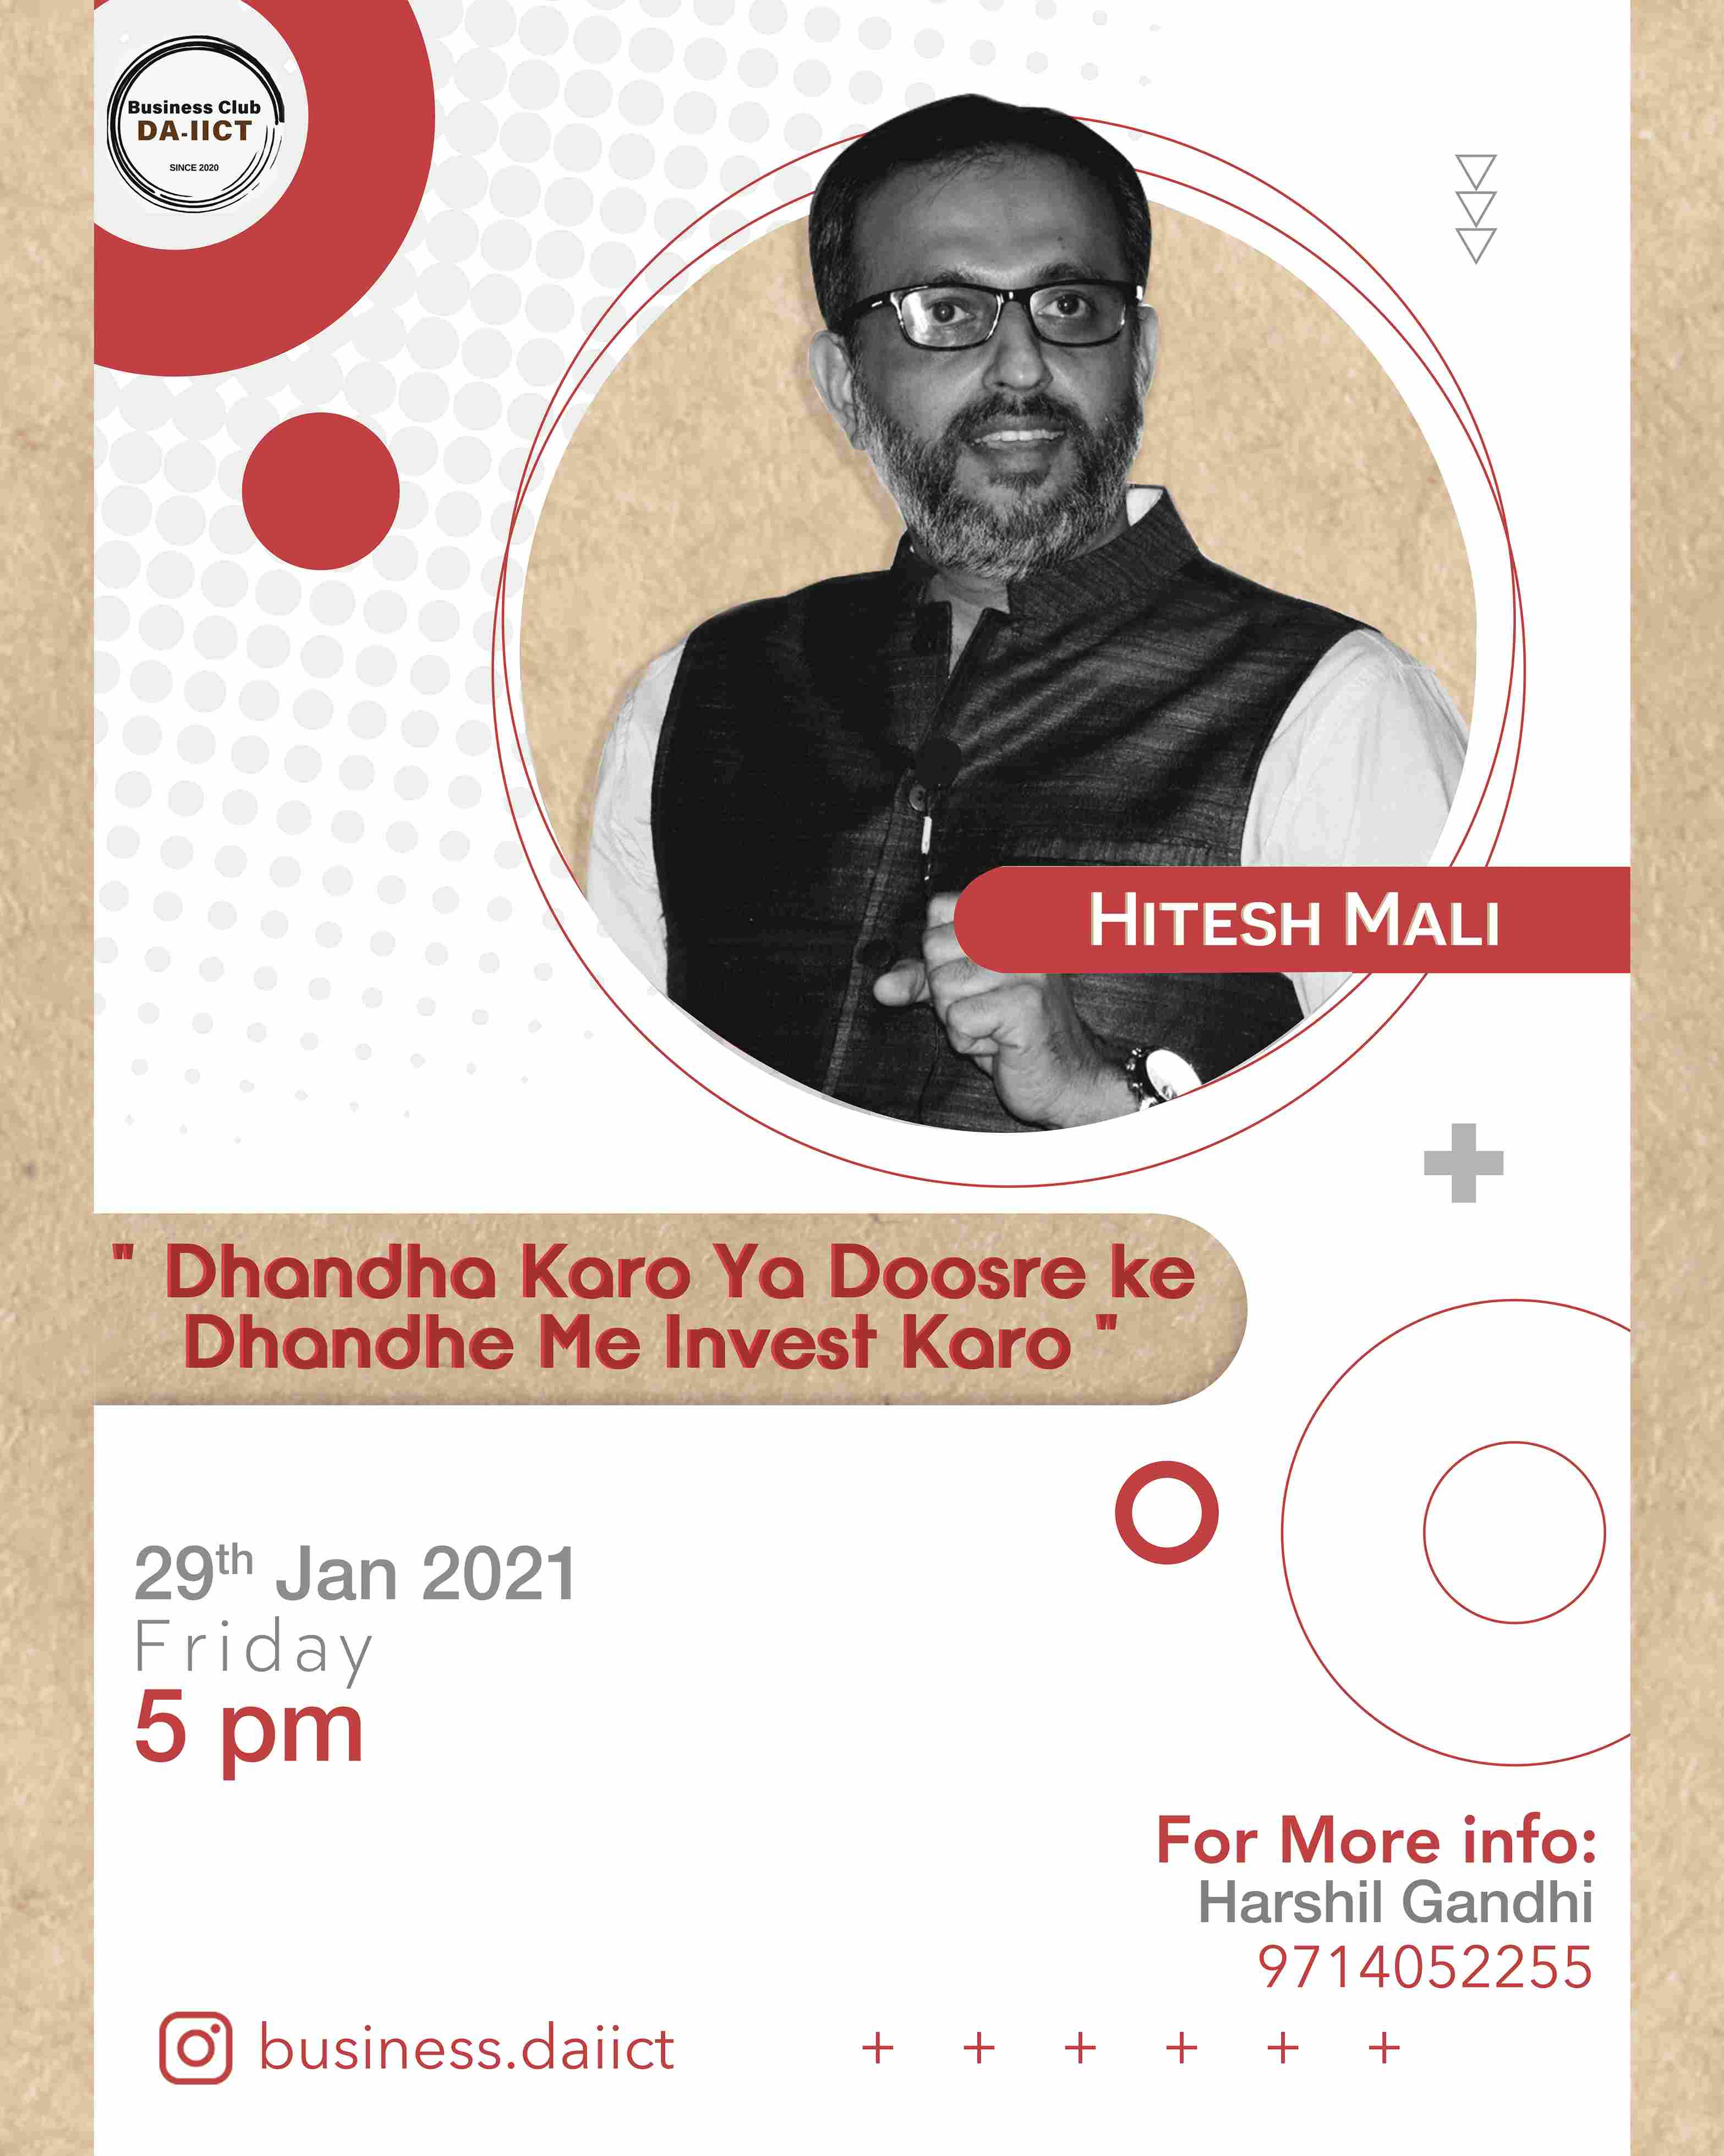 Business Club
DA-IICT
SINCE 2020
HITESH MALI
" Dhandha Karo Ya Doosre ke
Dhandhe Me Invest Karo "
29th Jan 2021
Friday
5 pm
For More info:
Harshil Gandhi
9714052255
business.daiict